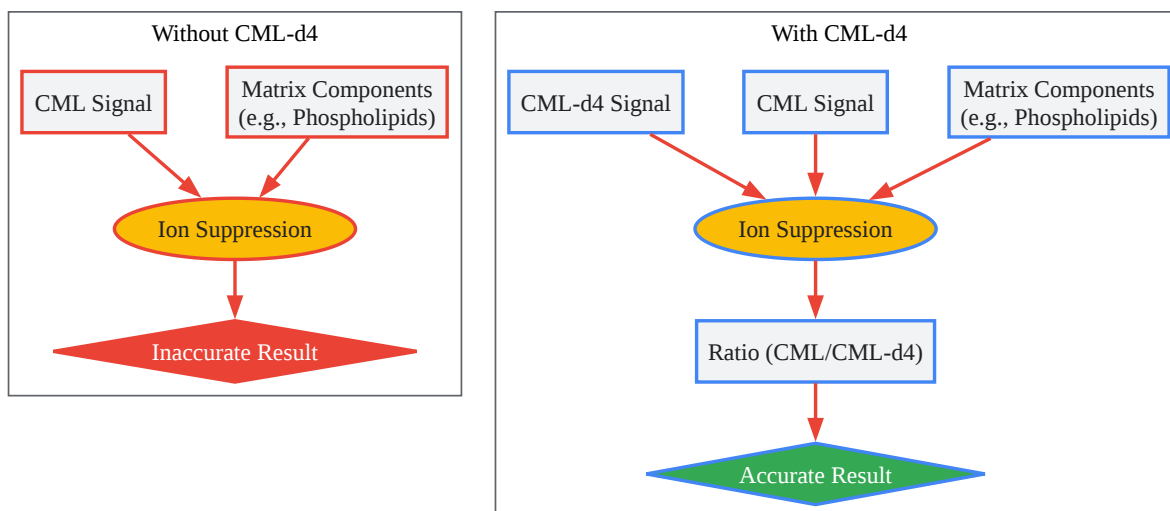 Without CML-d4
CML Signal
Matrix Components
(e.g., Phospholipids)
Ion Suppression
Inaccurate Result
With CML-d4
CML-d4 Signal
CML Signal
Matrix Components
(e.g., Phospholipids)
Ion Suppression
Ratio (CML/CML-d4)
Accurate Result